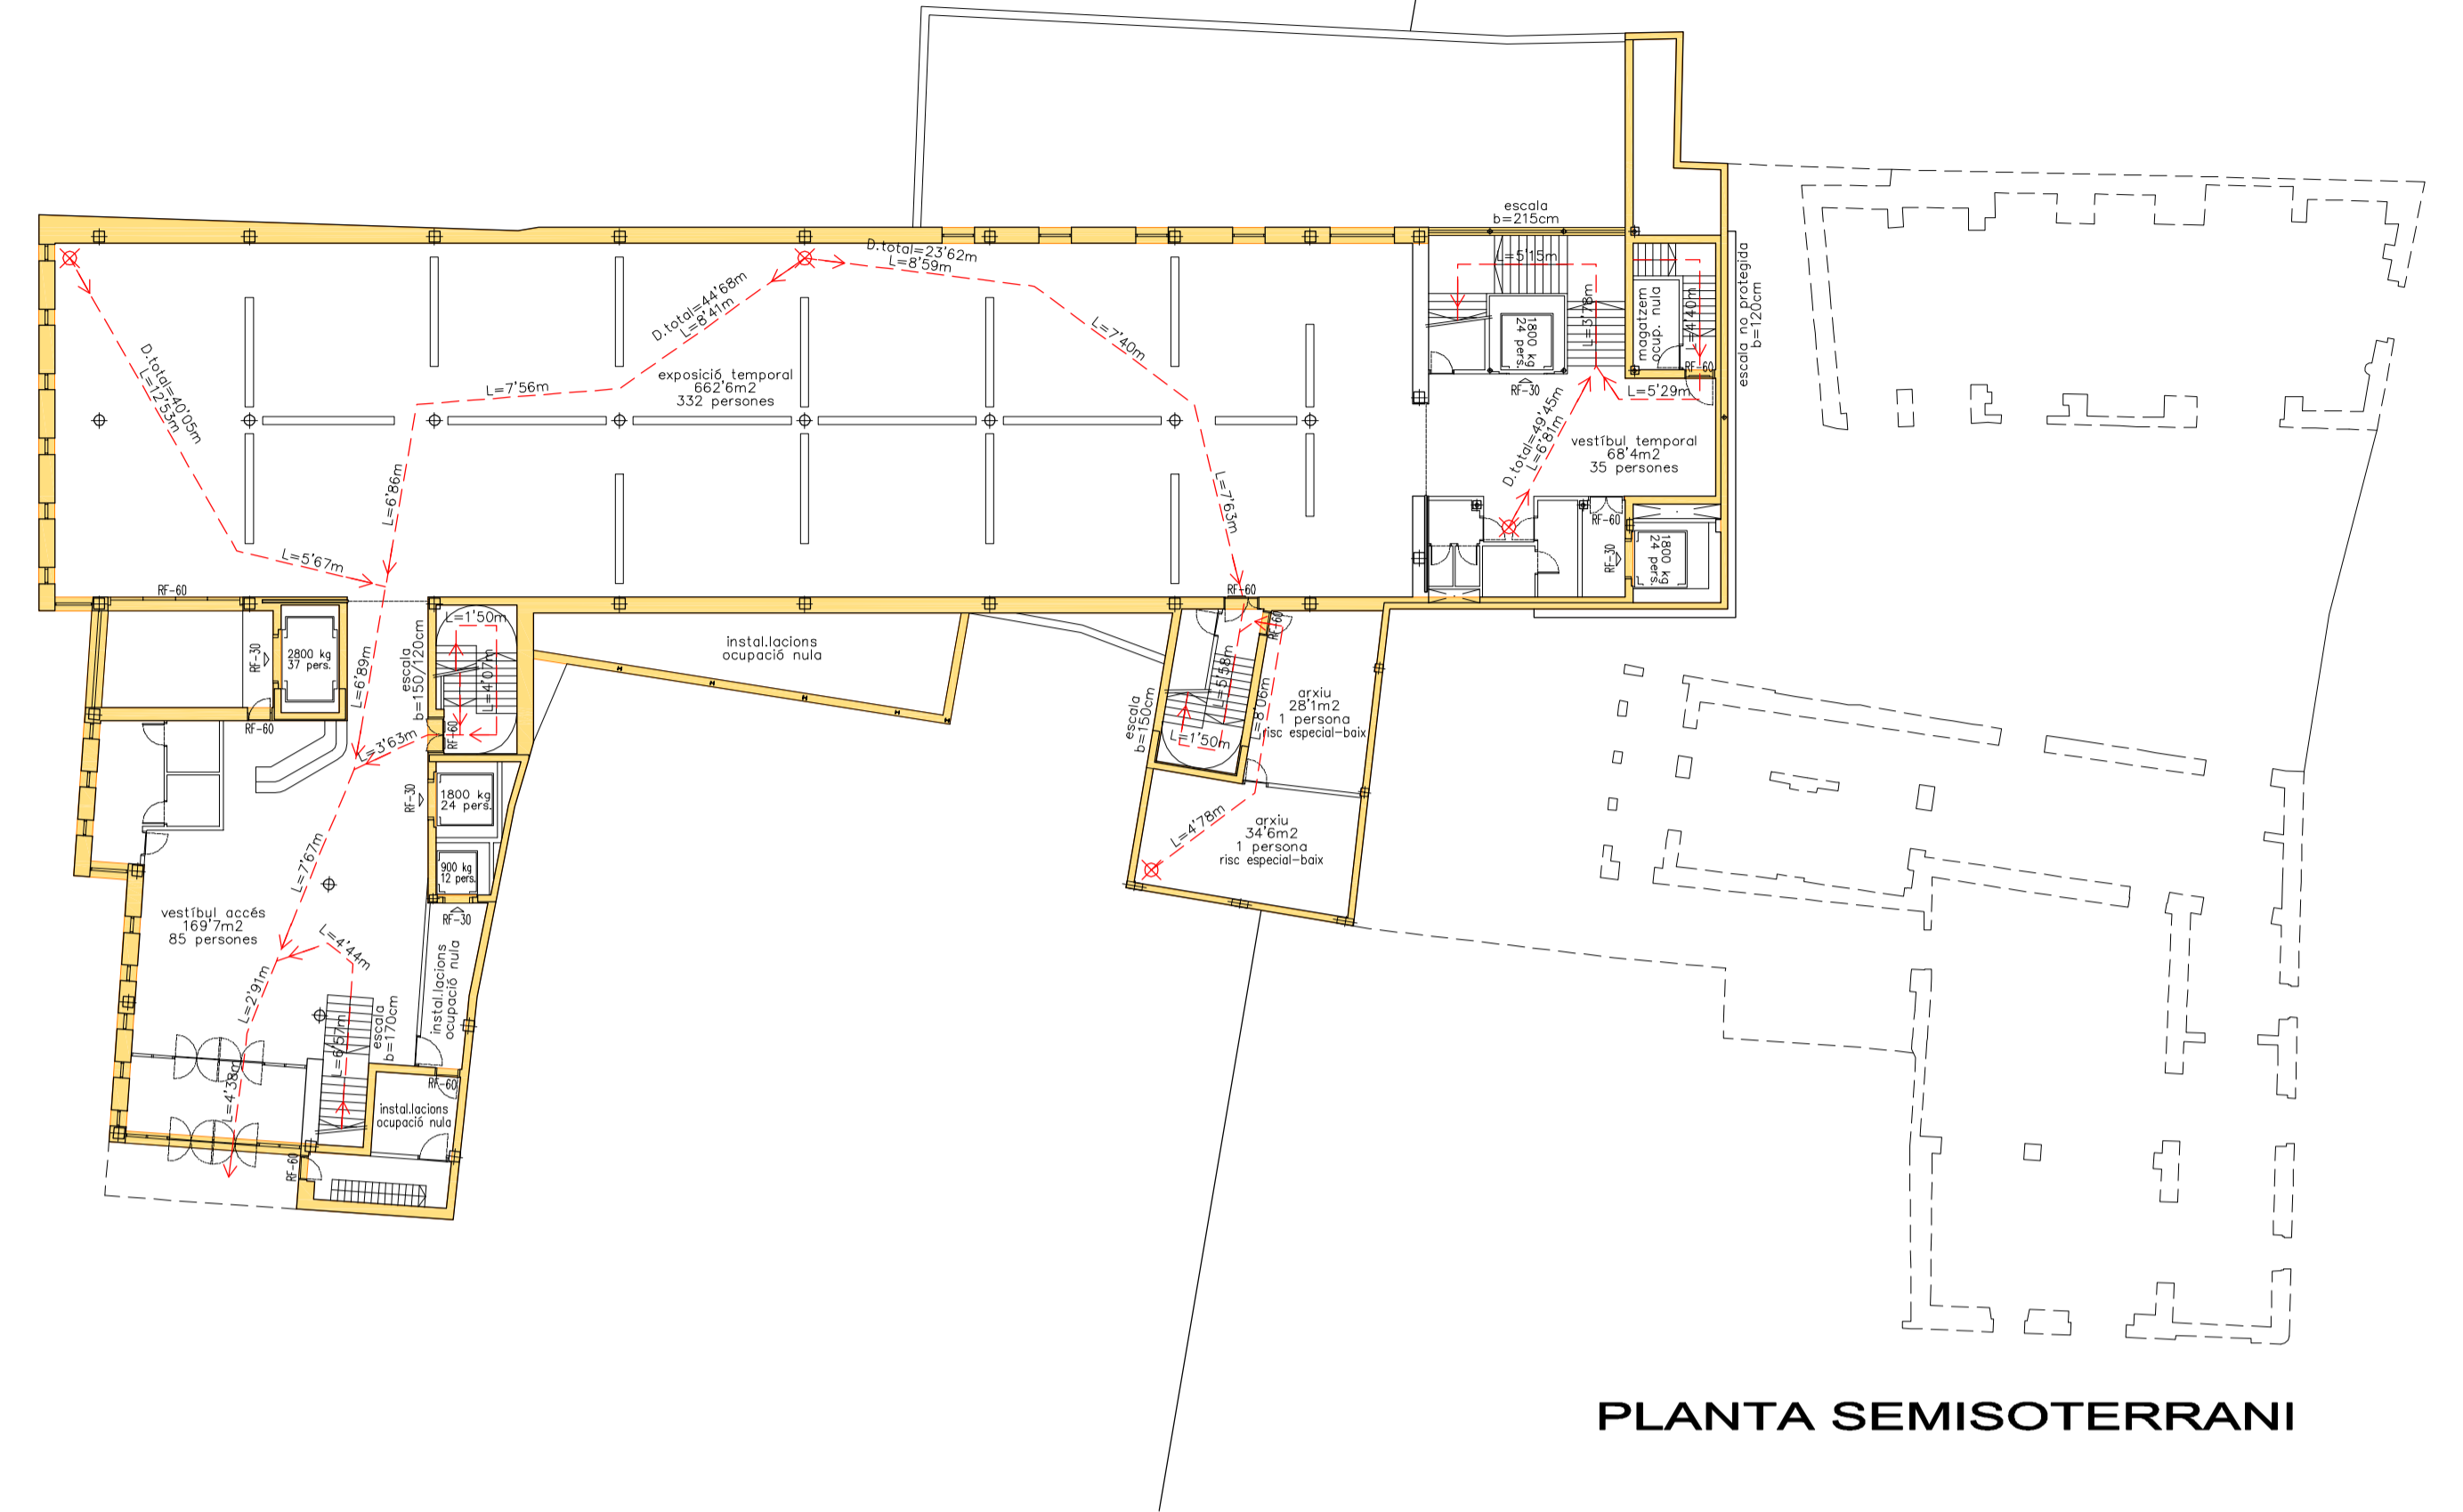 escala
b=215cm
D.total=23'62m
L=8'59m
L=5'15m
escala no protegida
b=120cm
D.total=44'68m
L=8'41m
L=3'78m
magatzem
ocup. nula
L=4'40m
1800 kg
24 pers.
L=7'40m
D.total=40'05m
L=12'53m
exposició temporal
662'6m2
332 persones
L=7'56m
RF-60
RF-30
L=5'29m
D.total=49'45m
L=6'81m
vestíbul temporal
68'4m2
35 persones
L=6'86m
L=7'63m
RF-60
RF-30
1800 kg
24 pers.
L=5'67m
RF-60
RF-60
RF-60
L=1'50m
instal.lacions
ocupació nula
RF-30
2800 kg
37 pers.
L=6'89m
escala
b=150/120cm
L=4'07m
L=5'58m
L=8'06m
arxiu
28'1m2
1 persona
risc especial-baix
escala
b=150cm
L=1'50m
RF-60
L=3'63m
RF-60
RF-30
1800 kg
24 pers.
L=4'78m
arxiu
34'6m2
1 persona
risc especial-baix
L=7'67m
900 kg
12 pers.
RF-30
vestíbul accés
169'7m2
85 persones
L=4'44m
instal.lacions
ocupació nula
L=2'91m
escala
b=170cm
L=6'57m
L=4'38m
RF-60
instal.lacions
ocupació nula
RF-60
PLANTA SEMISOTERRANI